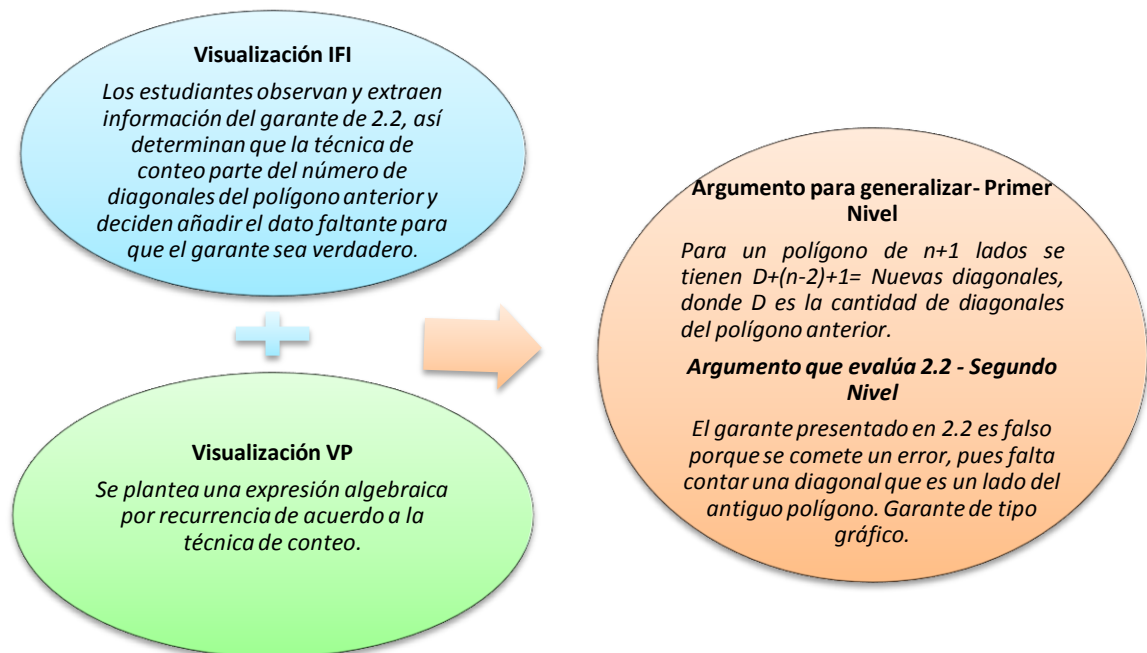 Visualización IFI
Los estudiantes observan y extraen
información del garante de 2.2, así
determinan que la técnica de
conteo parte del número de
diagonales del polígono anterior y
deciden añadir el dato faltante para
que el garante sea verdadero.
Visualización VP
Se plantea una expresión algebraica
por recurrencia de acuerdo a la
técnica de conteo.
Argumento para generalizar- Primer
Nivel
Para un polígono de n+1 lados se
tienen D+(n-2)+1= Nuevas diagonales,
donde D es la cantidad de diagonales
del polígono anterior.
Argumento que evalúa 2.2 - Segundo
Nivel
El garante presentado en 2.2 es falso
porque se comete un error, pues falta
contar una diagonal que es un lado del
antiguo polígono. Garante de tipo
gráfico.